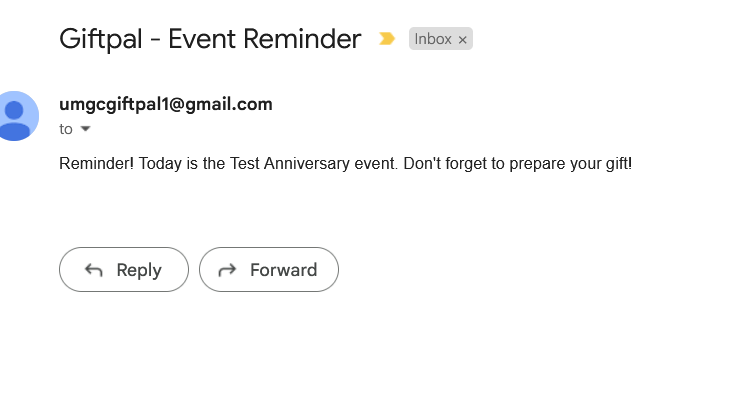 Giftpal - Event Reminder Inbox ×
umgcgiftpal1@gmail.com
to
Reminder! Today is the Test Anniversary event. Don't forget to prepare your gift!
Reply Forward